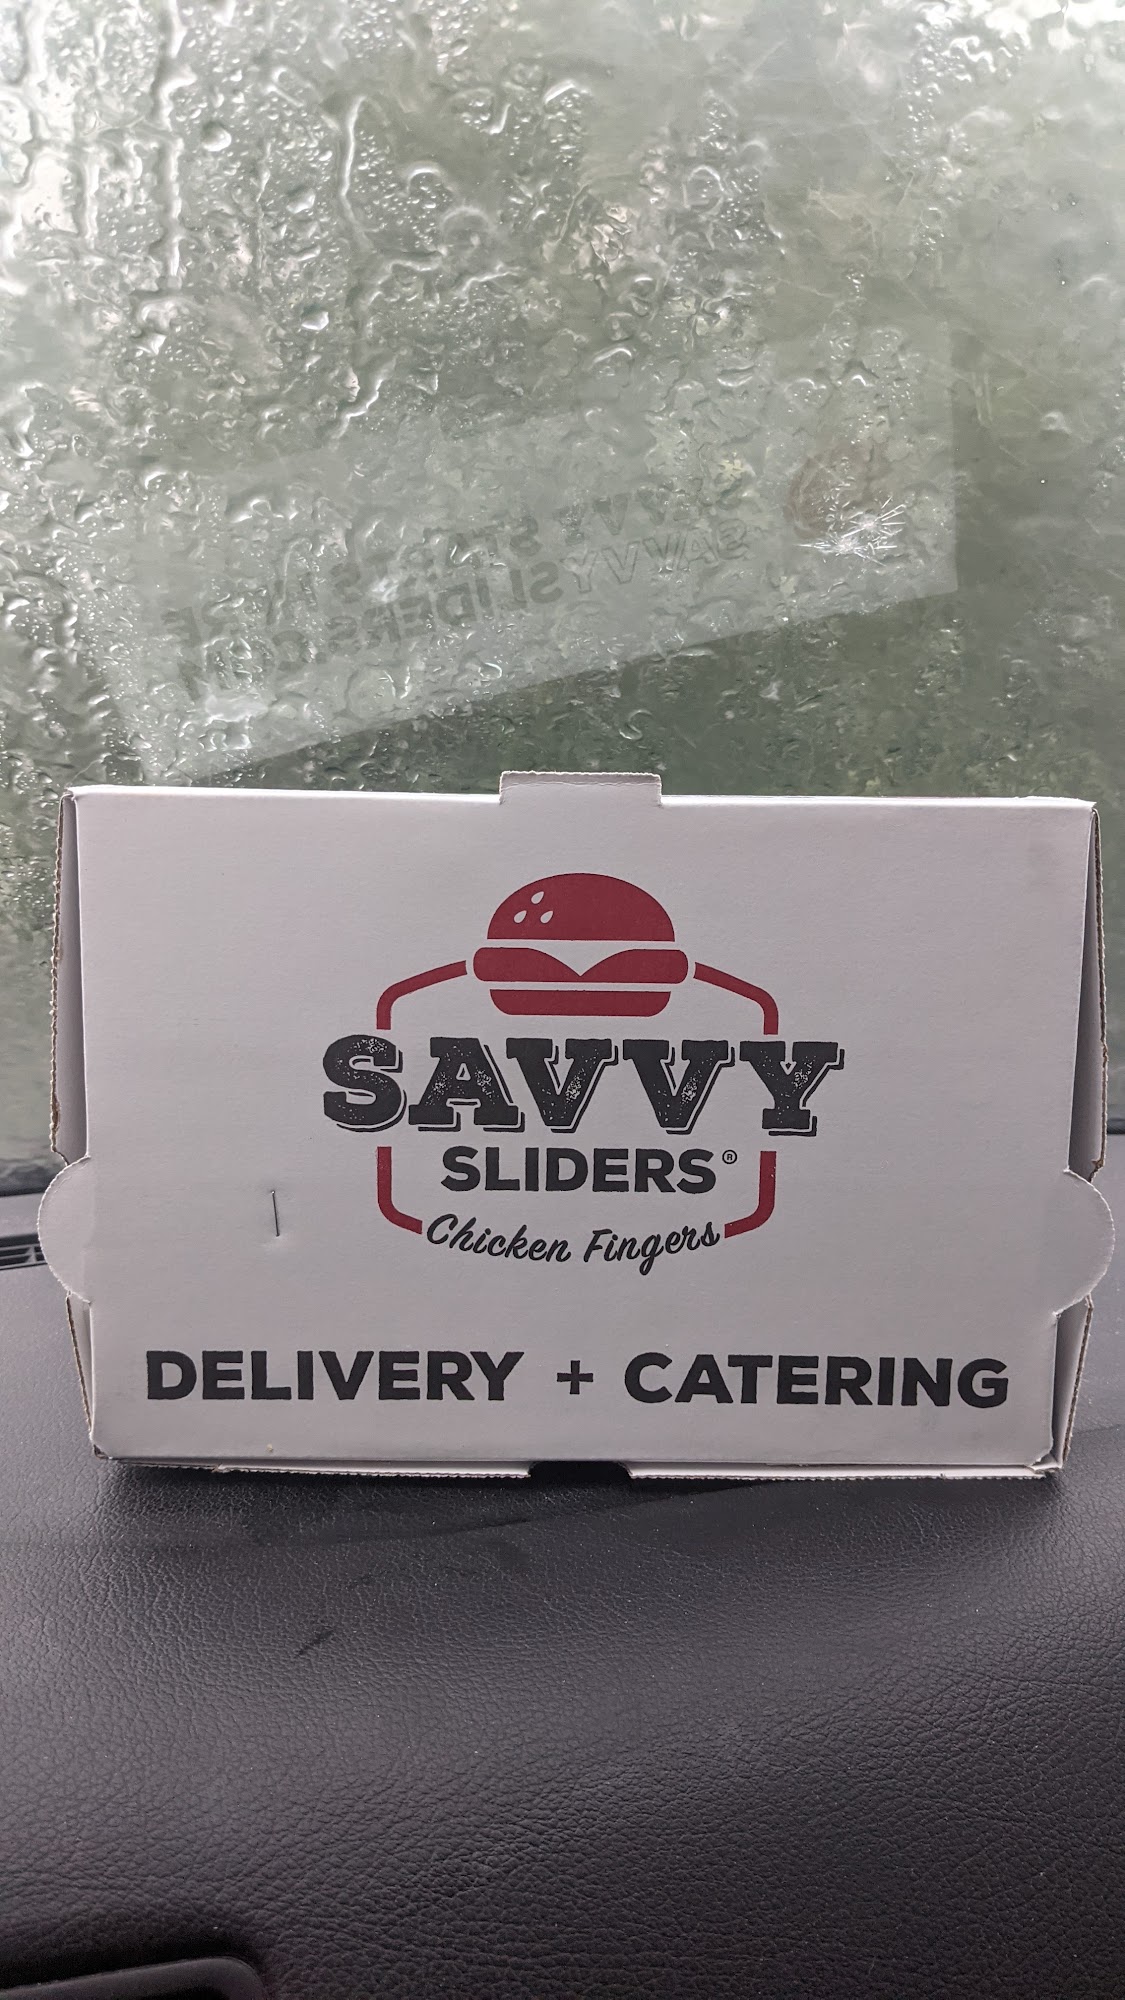 SAVVY
SLIDERS®
Chicken Fingers
DELIVERY + CATERING